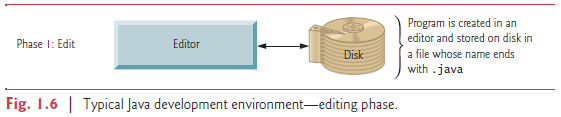 Phase 1: Edit
Editor
Disk
Program is created in an
editor and stored on disk in
a file whose name ends
with .java
Fig. 1.6 | Typical Java development environment—editing phase.